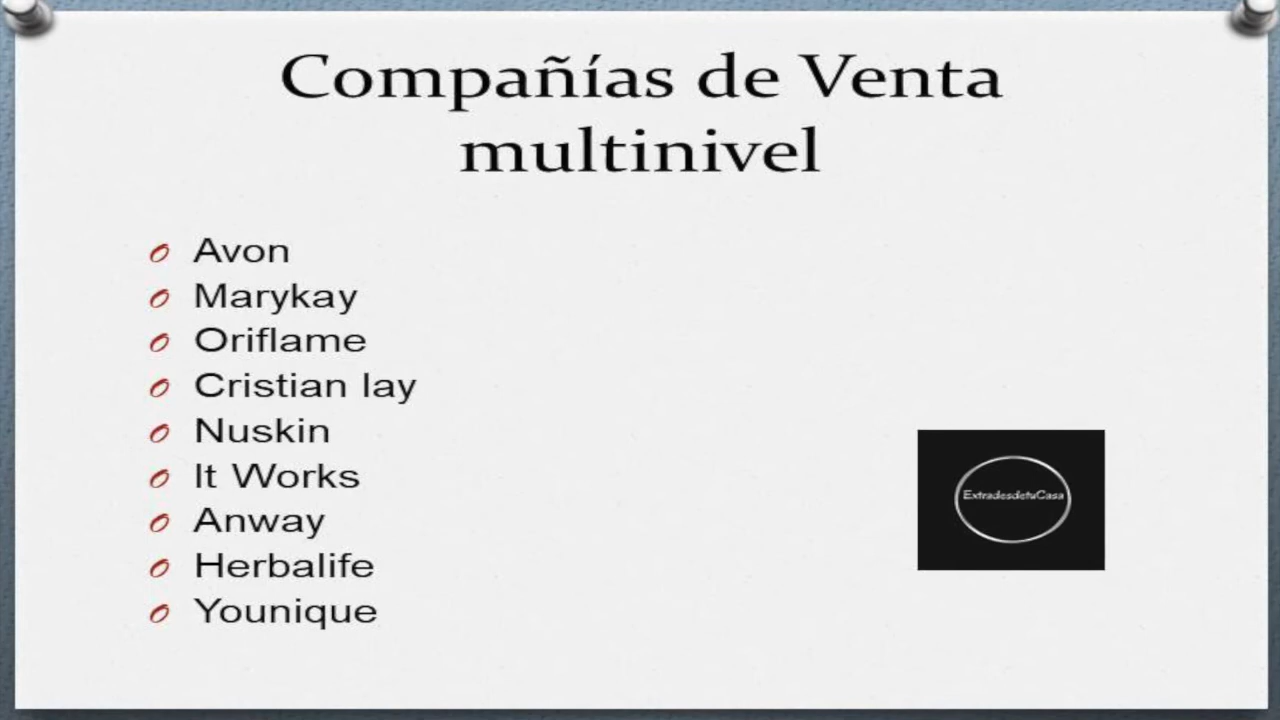 Compañías de Venta
multinivel
Avon
Marykay
Oriflame
Cristian lay
Nuskin
It Works
Anway
Herbalife
Younique
ExtradesdetuCasa